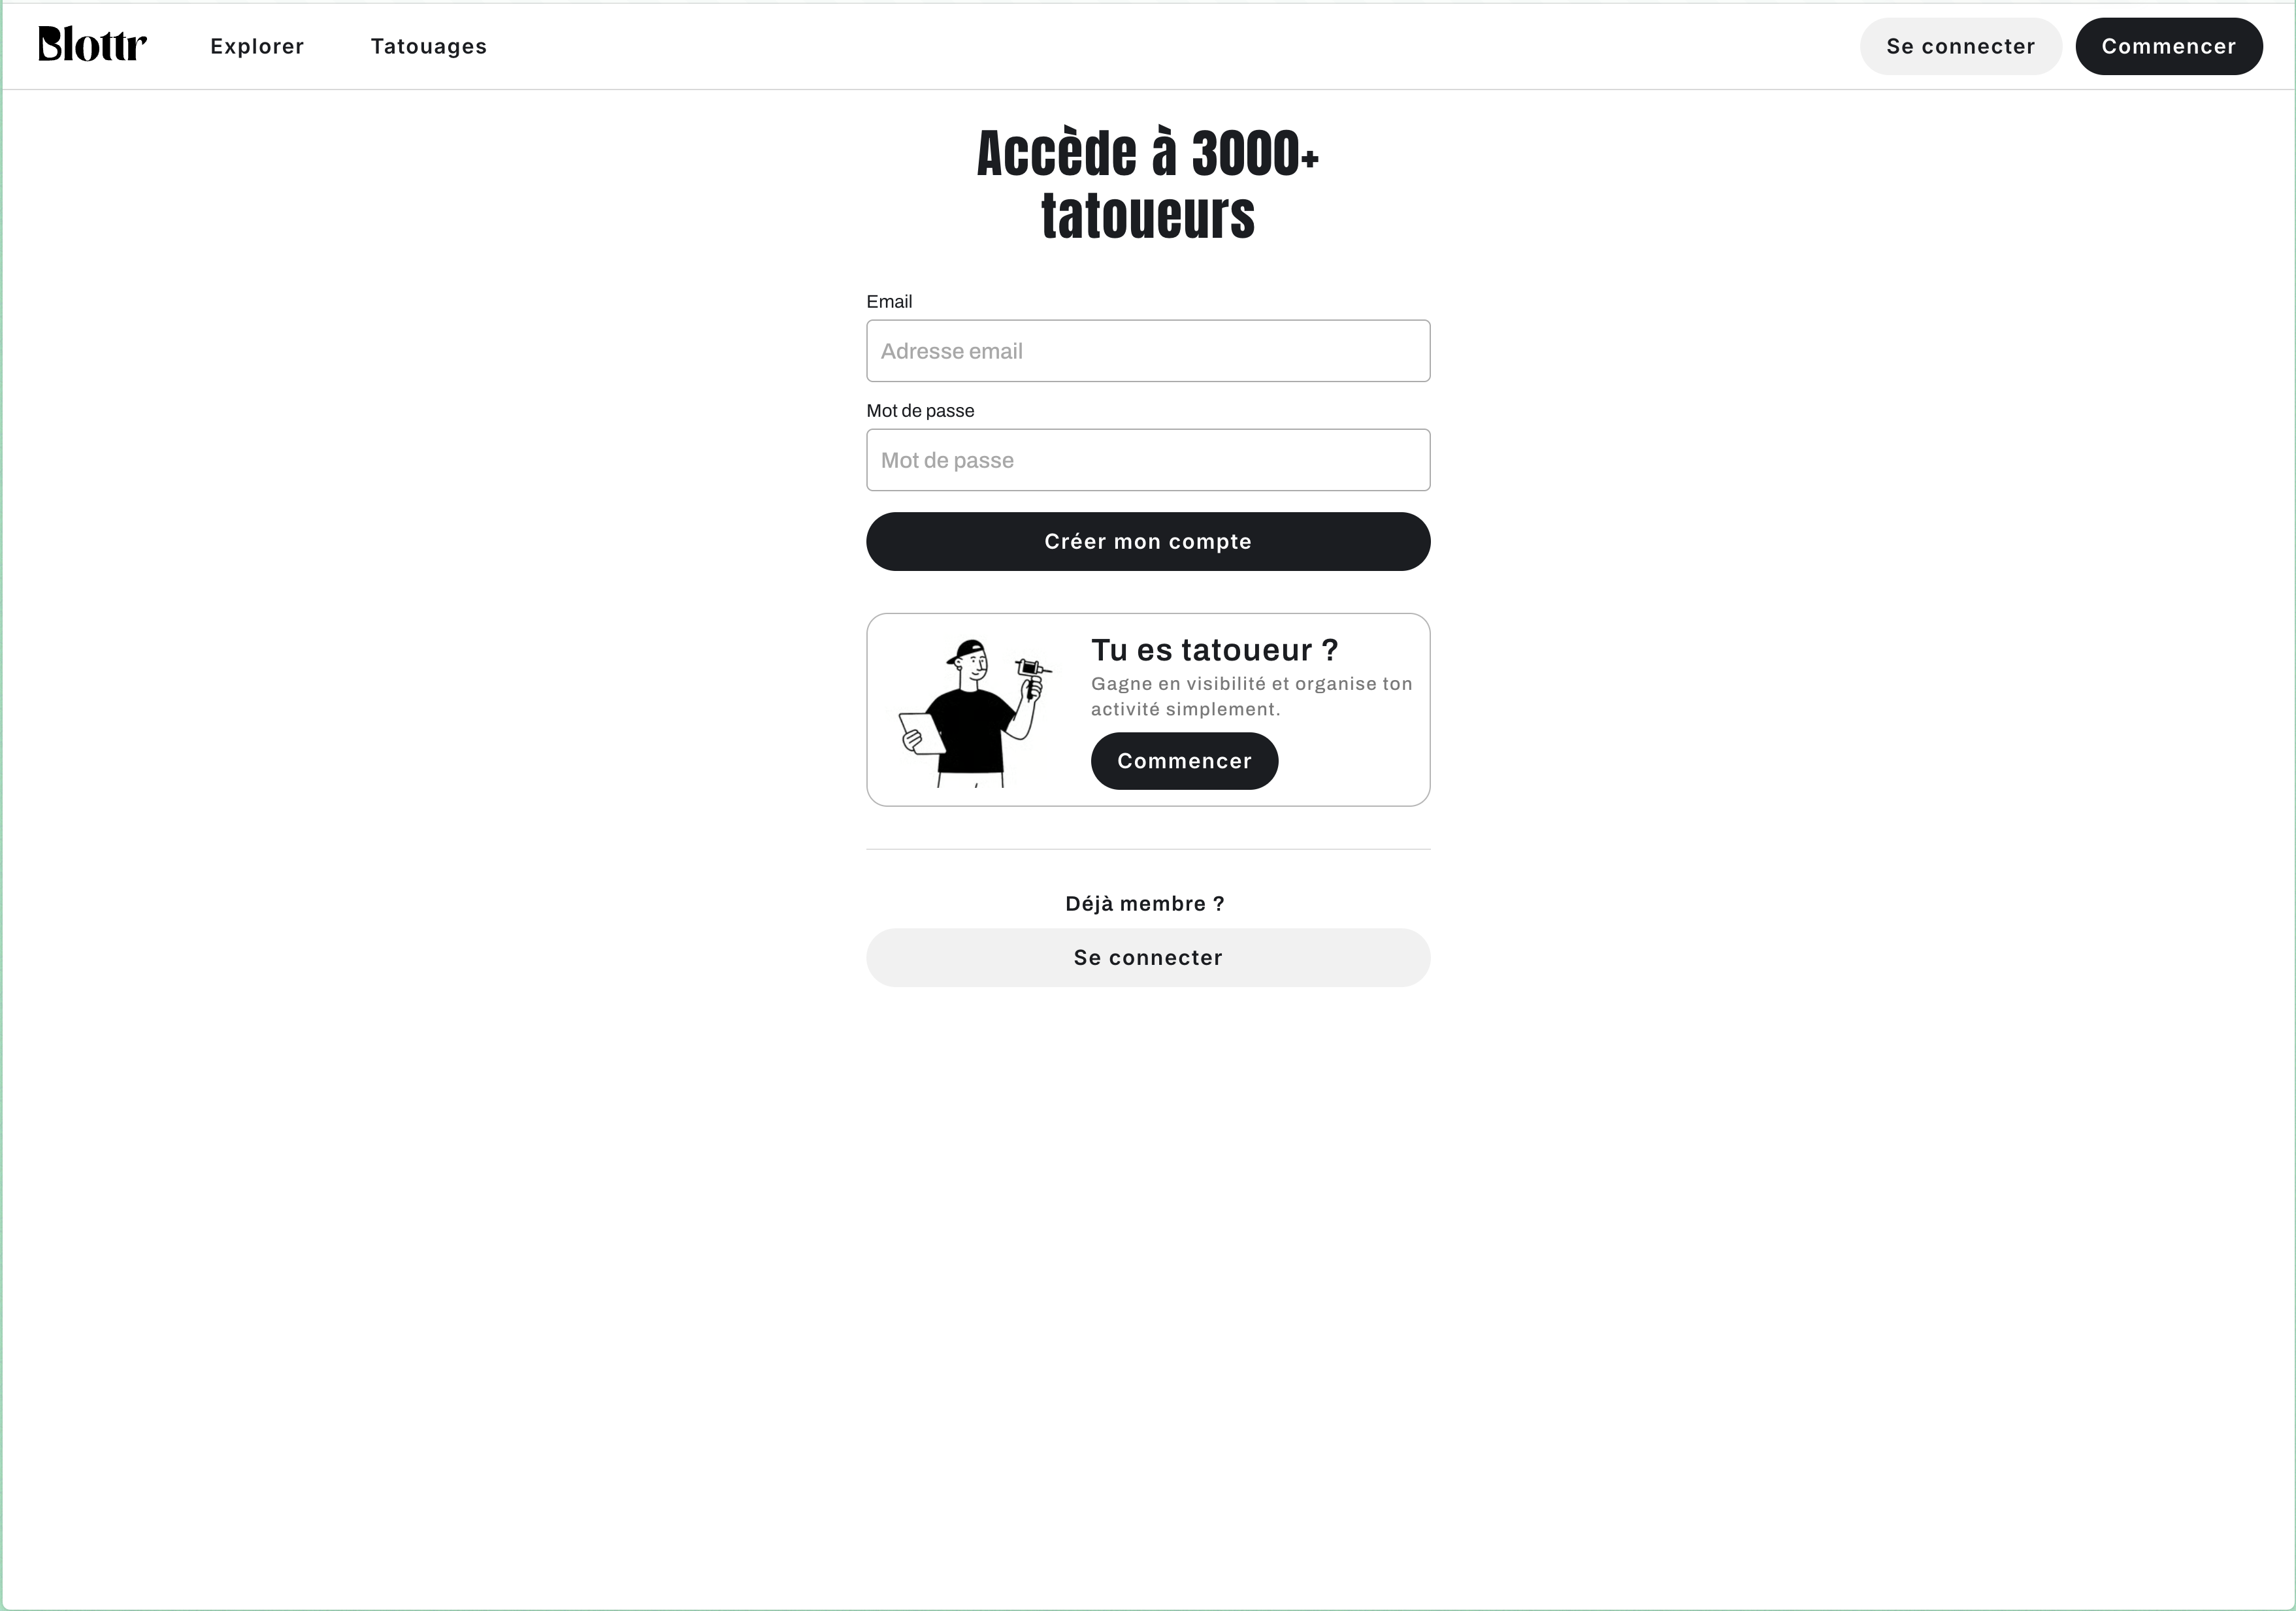 Blottr
Explorer
Tatouages
Se connecter
Commencer
Accède à 3000+
tatoueurs
Email
Adresse email
Mot de passe
Mot de passe
Créer mon compte
Tu es tatoueur ?
Gagne en visibilité et organise ton
activité simplement.
Commencer
Déjà membre ?
Se connecter